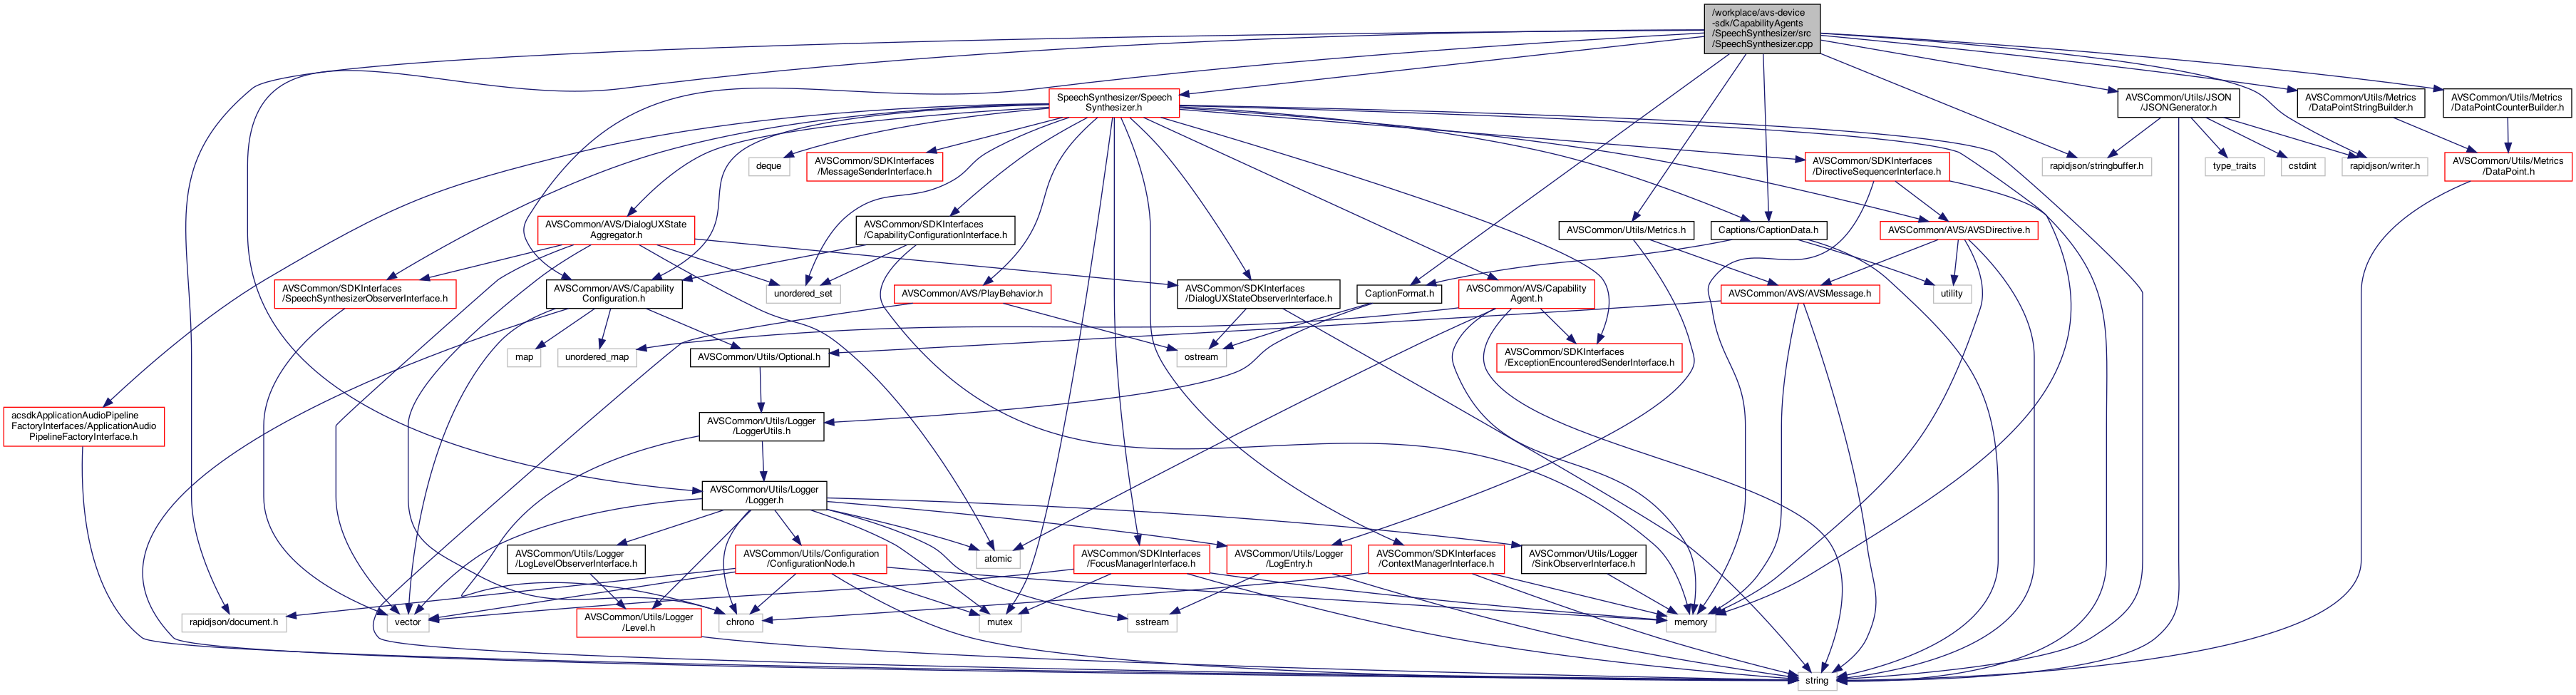 /workplace/avs-device
-sdk/CapabilityAgents
/SpeechSynthesizer/src
/SpeechSynthesizer.cpp
SpeechSynthesizer/Speech
Synthesizer.h
AVSCommon/Utils/JSON
/JSONGenerator.h
AVSCommon/Utils/Metrics
/DataPointStringBuilder.h
AVSCommon/Utils/Metrics
/DataPointCounterBuilder.h
deque
AVSCommon/SDKInterfaces
/MessageSenderInterface.h
AVSCommon/SDKInterfaces
/DirectiveSequencerInterface.h
rapidjson/stringbuffer.h
type_traits
cstdint
rapidjson/writer.h
AVSCommon/Utils/Metrics
/DataPoint.h
AVSCommon/AVS/DialogUXState
Aggregator.h
AVSCommon/SDKInterfaces
/CapabilityConfigurationInterface.h
AVSCommon/Utils/Metrics.h
Captions/CaptionData.h
AVSCommon/AVS/AVSDirective.h
AVSCommon/SDKInterfaces
/SpeechSynthesizerObserverInterface.h
AVSCommon/AVS/Capability
Configuration.h
unordered_set
AVSCommon/AVS/PlayBehavior.h
AVSCommon/SDKInterfaces
/DialogUXStateObserverInterface.h
CaptionFormat.h
AVSCommon/AVS/Capability
Agent.h
AVSCommon/AVS/AVSMessage.h
utility
map
unordered_map
AVSCommon/Utils/Optional.h
ostream
AVSCommon/SDKInterfaces
/ExceptionEncounteredSenderInterface.h
acsdkApplicationAudioPipeline
FactoryInterfaces/ApplicationAudio
PipelineFactoryInterface.h
AVSCommon/Utils/Logger
/LoggerUtils.h
AVSCommon/Utils/Logger
/Logger.h
AVSCommon/Utils/Logger
/LogLevelObserverInterface.h
AVSCommon/Utils/Configuration
/ConfigurationNode.h
atomic
AVSCommon/SDKInterfaces
/FocusManagerInterface.h
AVSCommon/Utils/Logger
/LogEntry.h
AVSCommon/SDKInterfaces
/ContextManagerInterface.h
AVSCommon/Utils/Logger
/SinkObserverInterface.h
rapidjson/document.h
vector
AVSCommon/Utils/Logger
/Level.h
chrono
mutex
sstream
memory
string